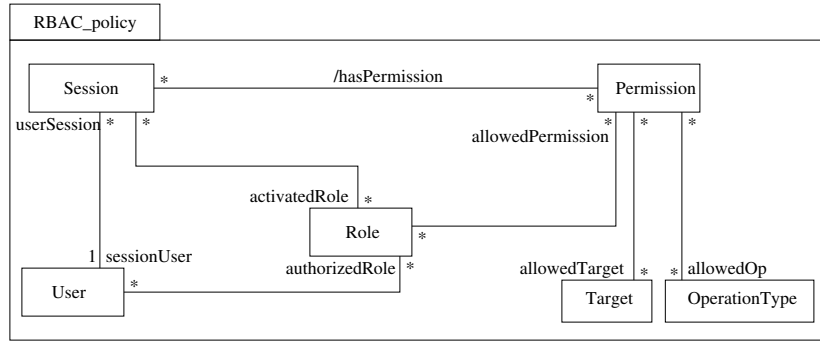 RBAC_policy
Session
*
/hasPermission
*
Permission
userSession
*
*
allowedPermission
*
*
*
activatedRole
*
Role
*
1
sessionUser
authorizedRole
*
allowedTarget
*
*
allowedOp
User
*
Target
OperationType